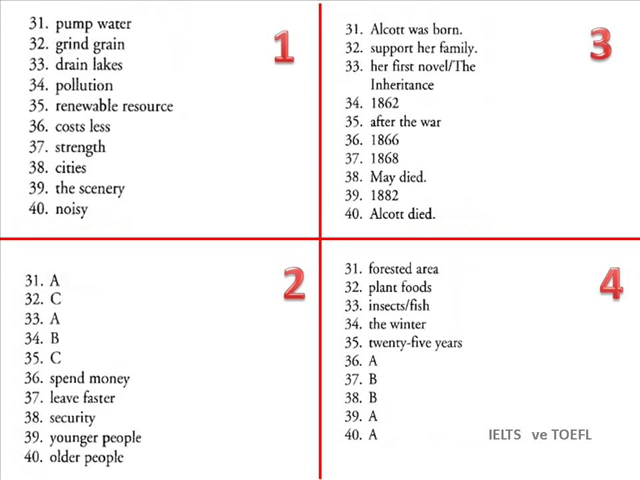 31. pump water
32. grind grain
33. drain lakes
34. pollution
35. renewable resource
36. costs less
37. strength
38. cities
39. the scenery
40. noisy
1
31. A
32. C
33. A
34. B
35. C
36. spend money
37. leave faster
38. security
39. younger people
40. older people
2
31. Alcott was born.
32. support her family.
33. her first novel/The
Inheritance
34. 1862
35. after the war
36. 1866
37. 1868
38. May died.
39. 1882
40. Alcott died.
3
31. forested area
32. plant foods
33. insects/fish
34. the winter
35. twenty-five years
36. A
37. B
38. B
39. A
40. A
4
IELTS ve TOEFL